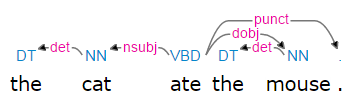 punct
dobj
det nsubj det
DT NN VBD DT NN .
the cat ate the mouse .